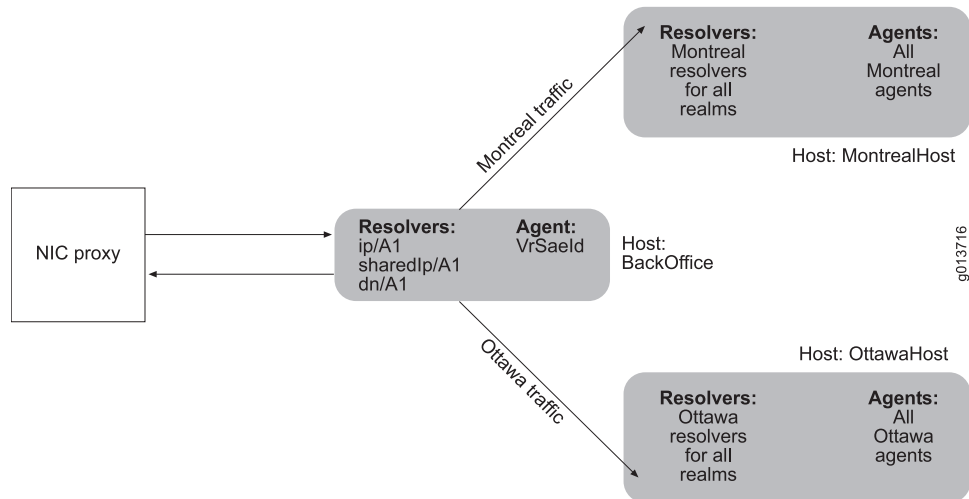 Resolvers:
Montreal
resolvers
for all
realms
Agents:
All
Montreal
agents
Host: MontrealHost
Montreal traffic
NIC proxy
Resolvers:
ip/A1
sharedIp/A1
dn/A1
Agent:
VrSaeId
Host:
BackOffice
g013716
Ottawa traffic
Host: OttawaHost
Resolvers:
Ottawa
resolvers
for all
realms
Agents:
All
Ottawa
agents